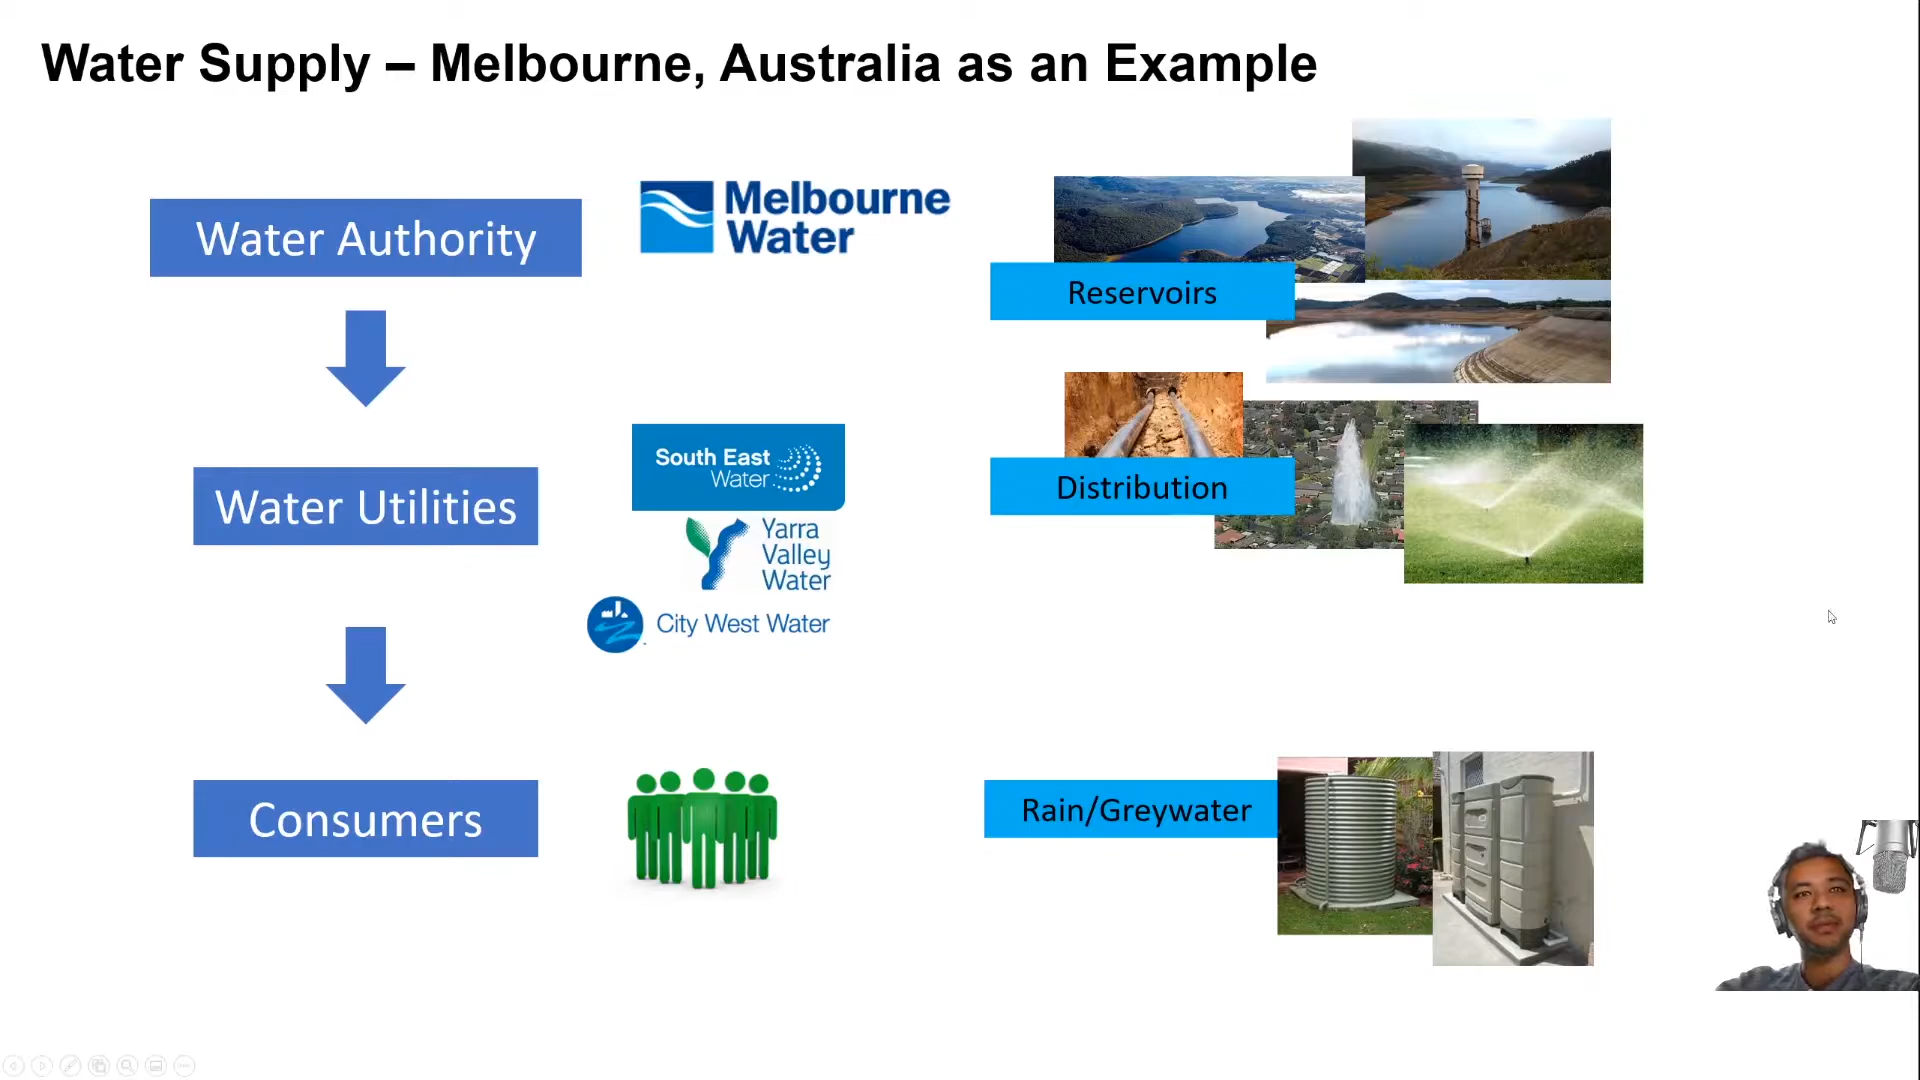 Water Supply – Melbourne, Australia as an Example
Water Authority
Melbourne
Water
Reservoirs
Water Utilities
South East
Water
Yarra
Valley
Water
City West Water
Distribution
Consumers
Rain/Greywater